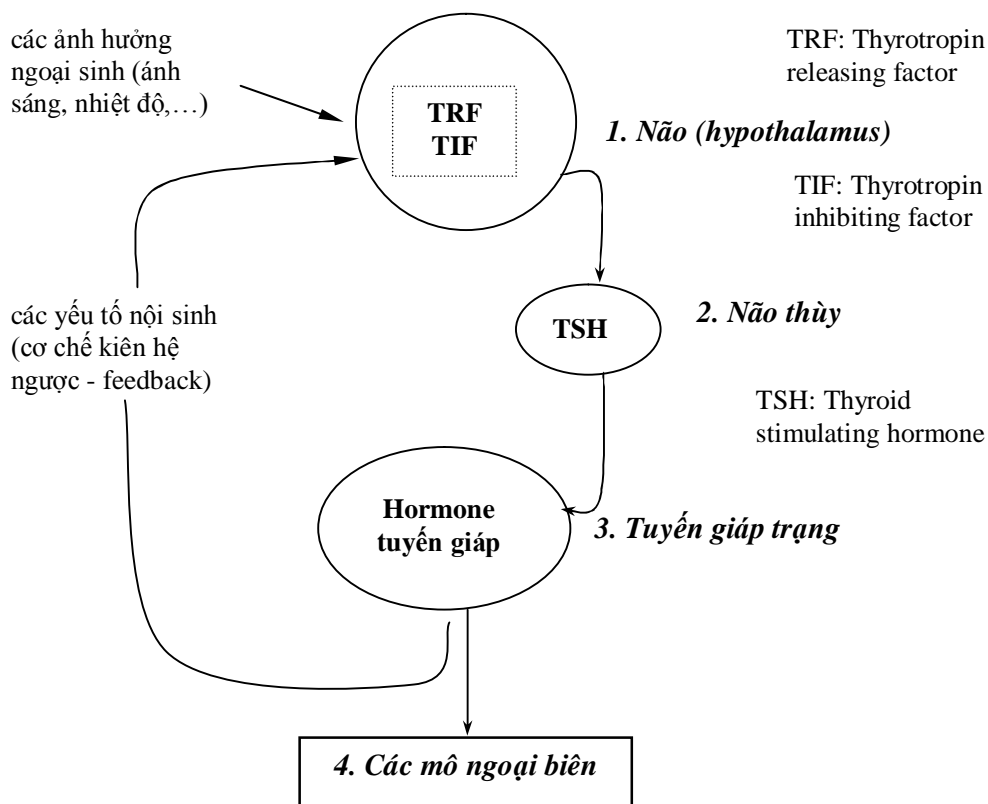 các ảnh hưởng
ngoại sinh (ánh
sáng, nhiệt độ,…)
TRF
TIF
TRF: Thyrotropin
releasing factor
1. Não (hypothalamus)
TIF: Thyrotropin
inhibiting factor
các yếu tố nội sinh
(cơ chế kiên hệ
ngược - feedback)
TSH
2. Não thùy
TSH: Thyroid
stimulating hormone
Hormone
tuyến giáp
3. Tuyến giáp trạng
4. Các mô ngoại biên